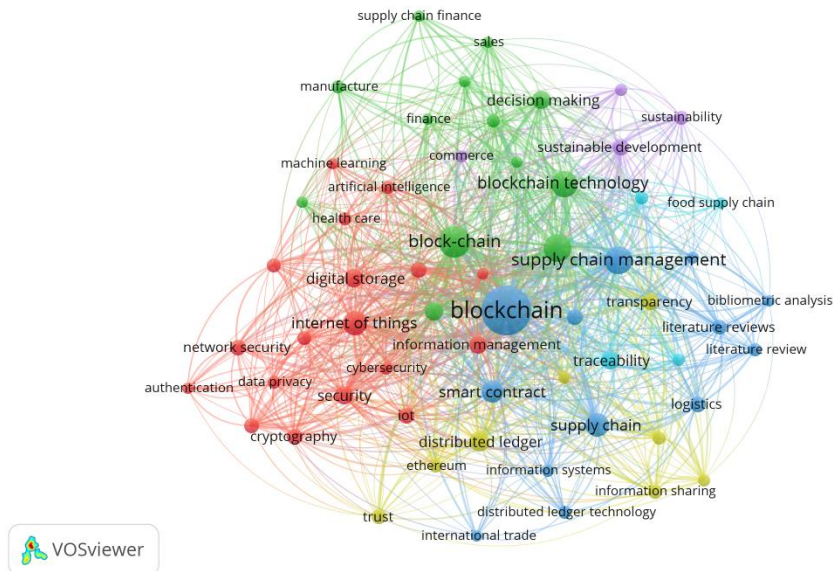 supply chain finance
sales
manufacture
decision making
finance
sustainability
commerce
sustainable development
machine learning
artificial intelligence
blockchain technology
food supply chain
health care
block-chain
supply chain management
digital storage
blockchain
transparency
bibliometric analysis
internet of things
literature reviews
network security
information management
literature review
cybersecurity
traceability
authentication
data privacy
security
smart contract
logistics
iot
supply chain
cryptography
distributed ledger
ethereum
information systems
information sharing
trust
distributed ledger technology
international trade
VOSviewer